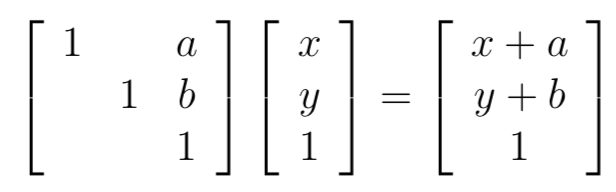 1 a x x + a
1 b y = y + b
1 1 1